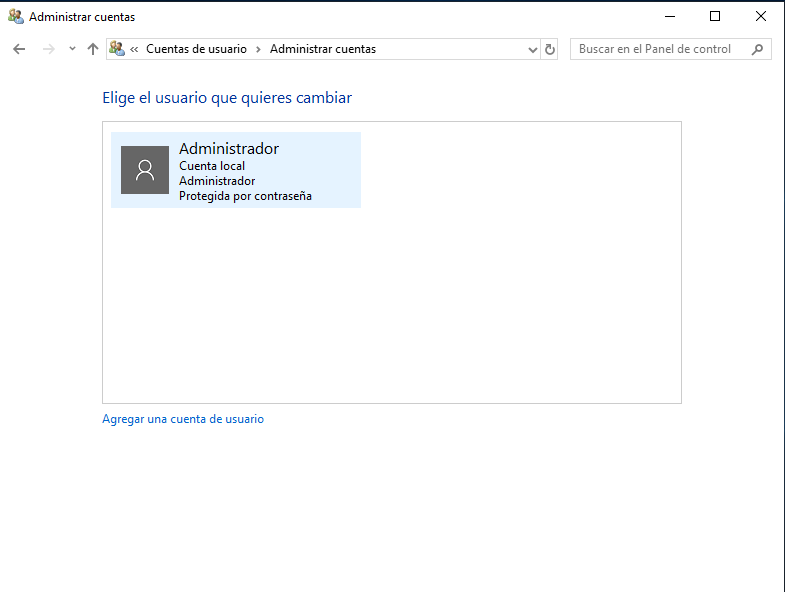 Administrar cuentas
« Cuentas de usuario › Administrar cuentas
Buscar en el Panel de control
Elige el usuario que quieres cambiar
Administrador
Cuenta local
Administrador
Protegida por contraseña
Agregar una cuenta de usuario